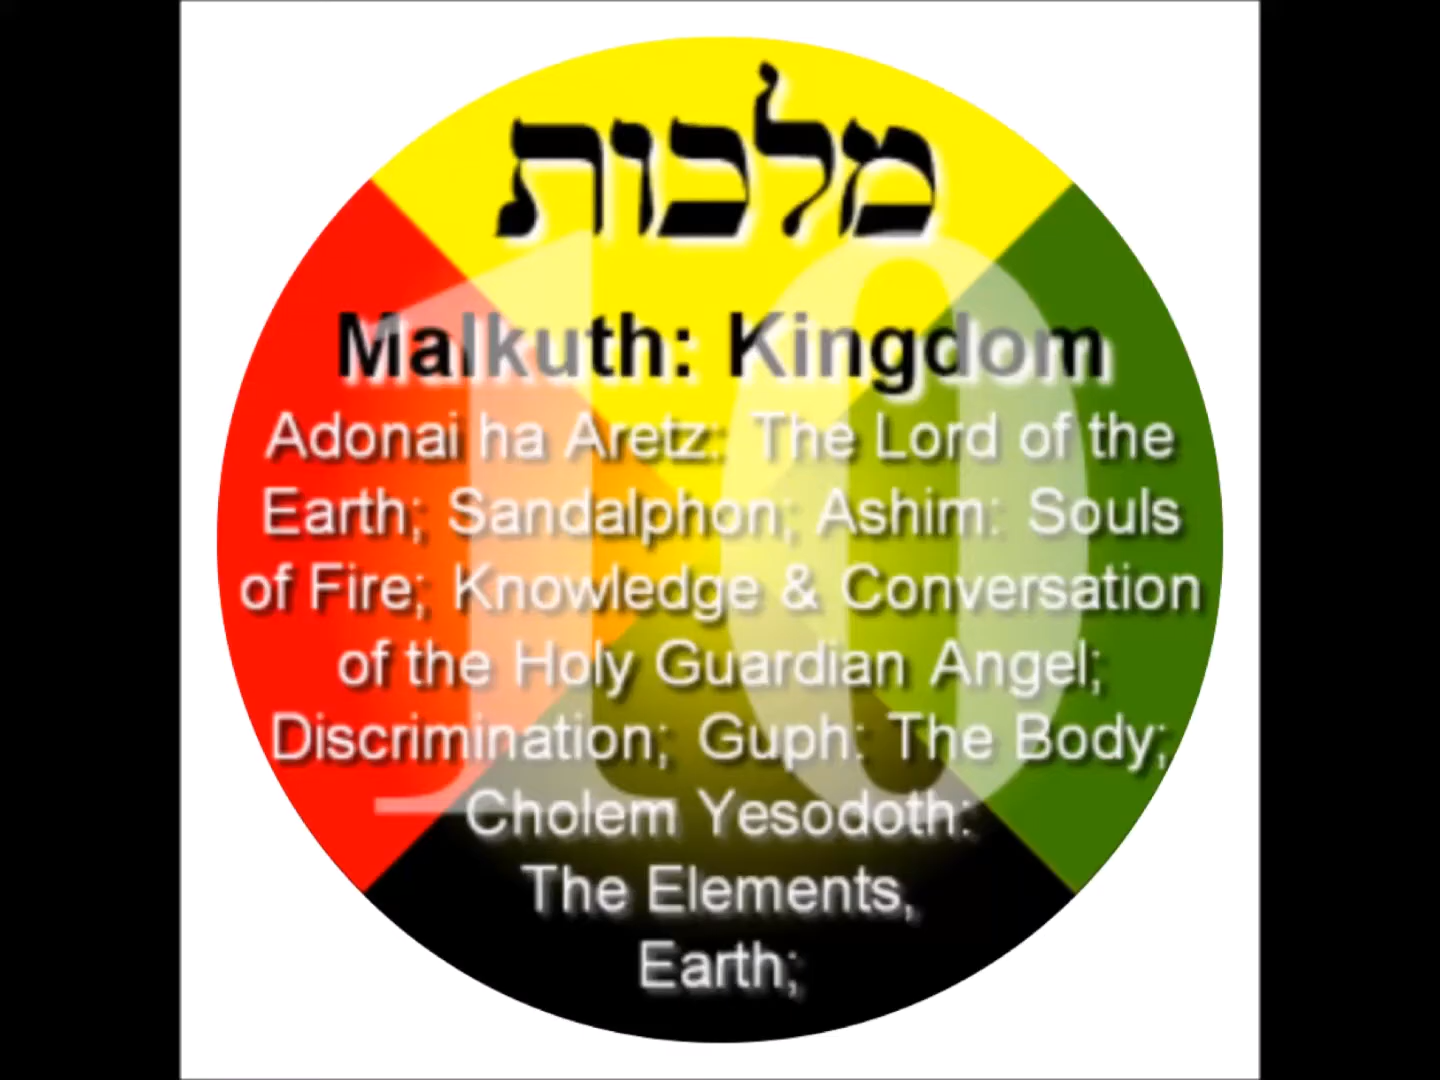 מלכות
10
Malkuth: Kingdom
Adonai ha Aretz: The Lord of the
Earth; Sandalphon; Ashim: Souls
of Fire; Knowledge & Conversation
of the Holy Guardian Angel;
Discrimination; Guph: The Body;
Cholem Yesodoth:
The Elements,
Earth;